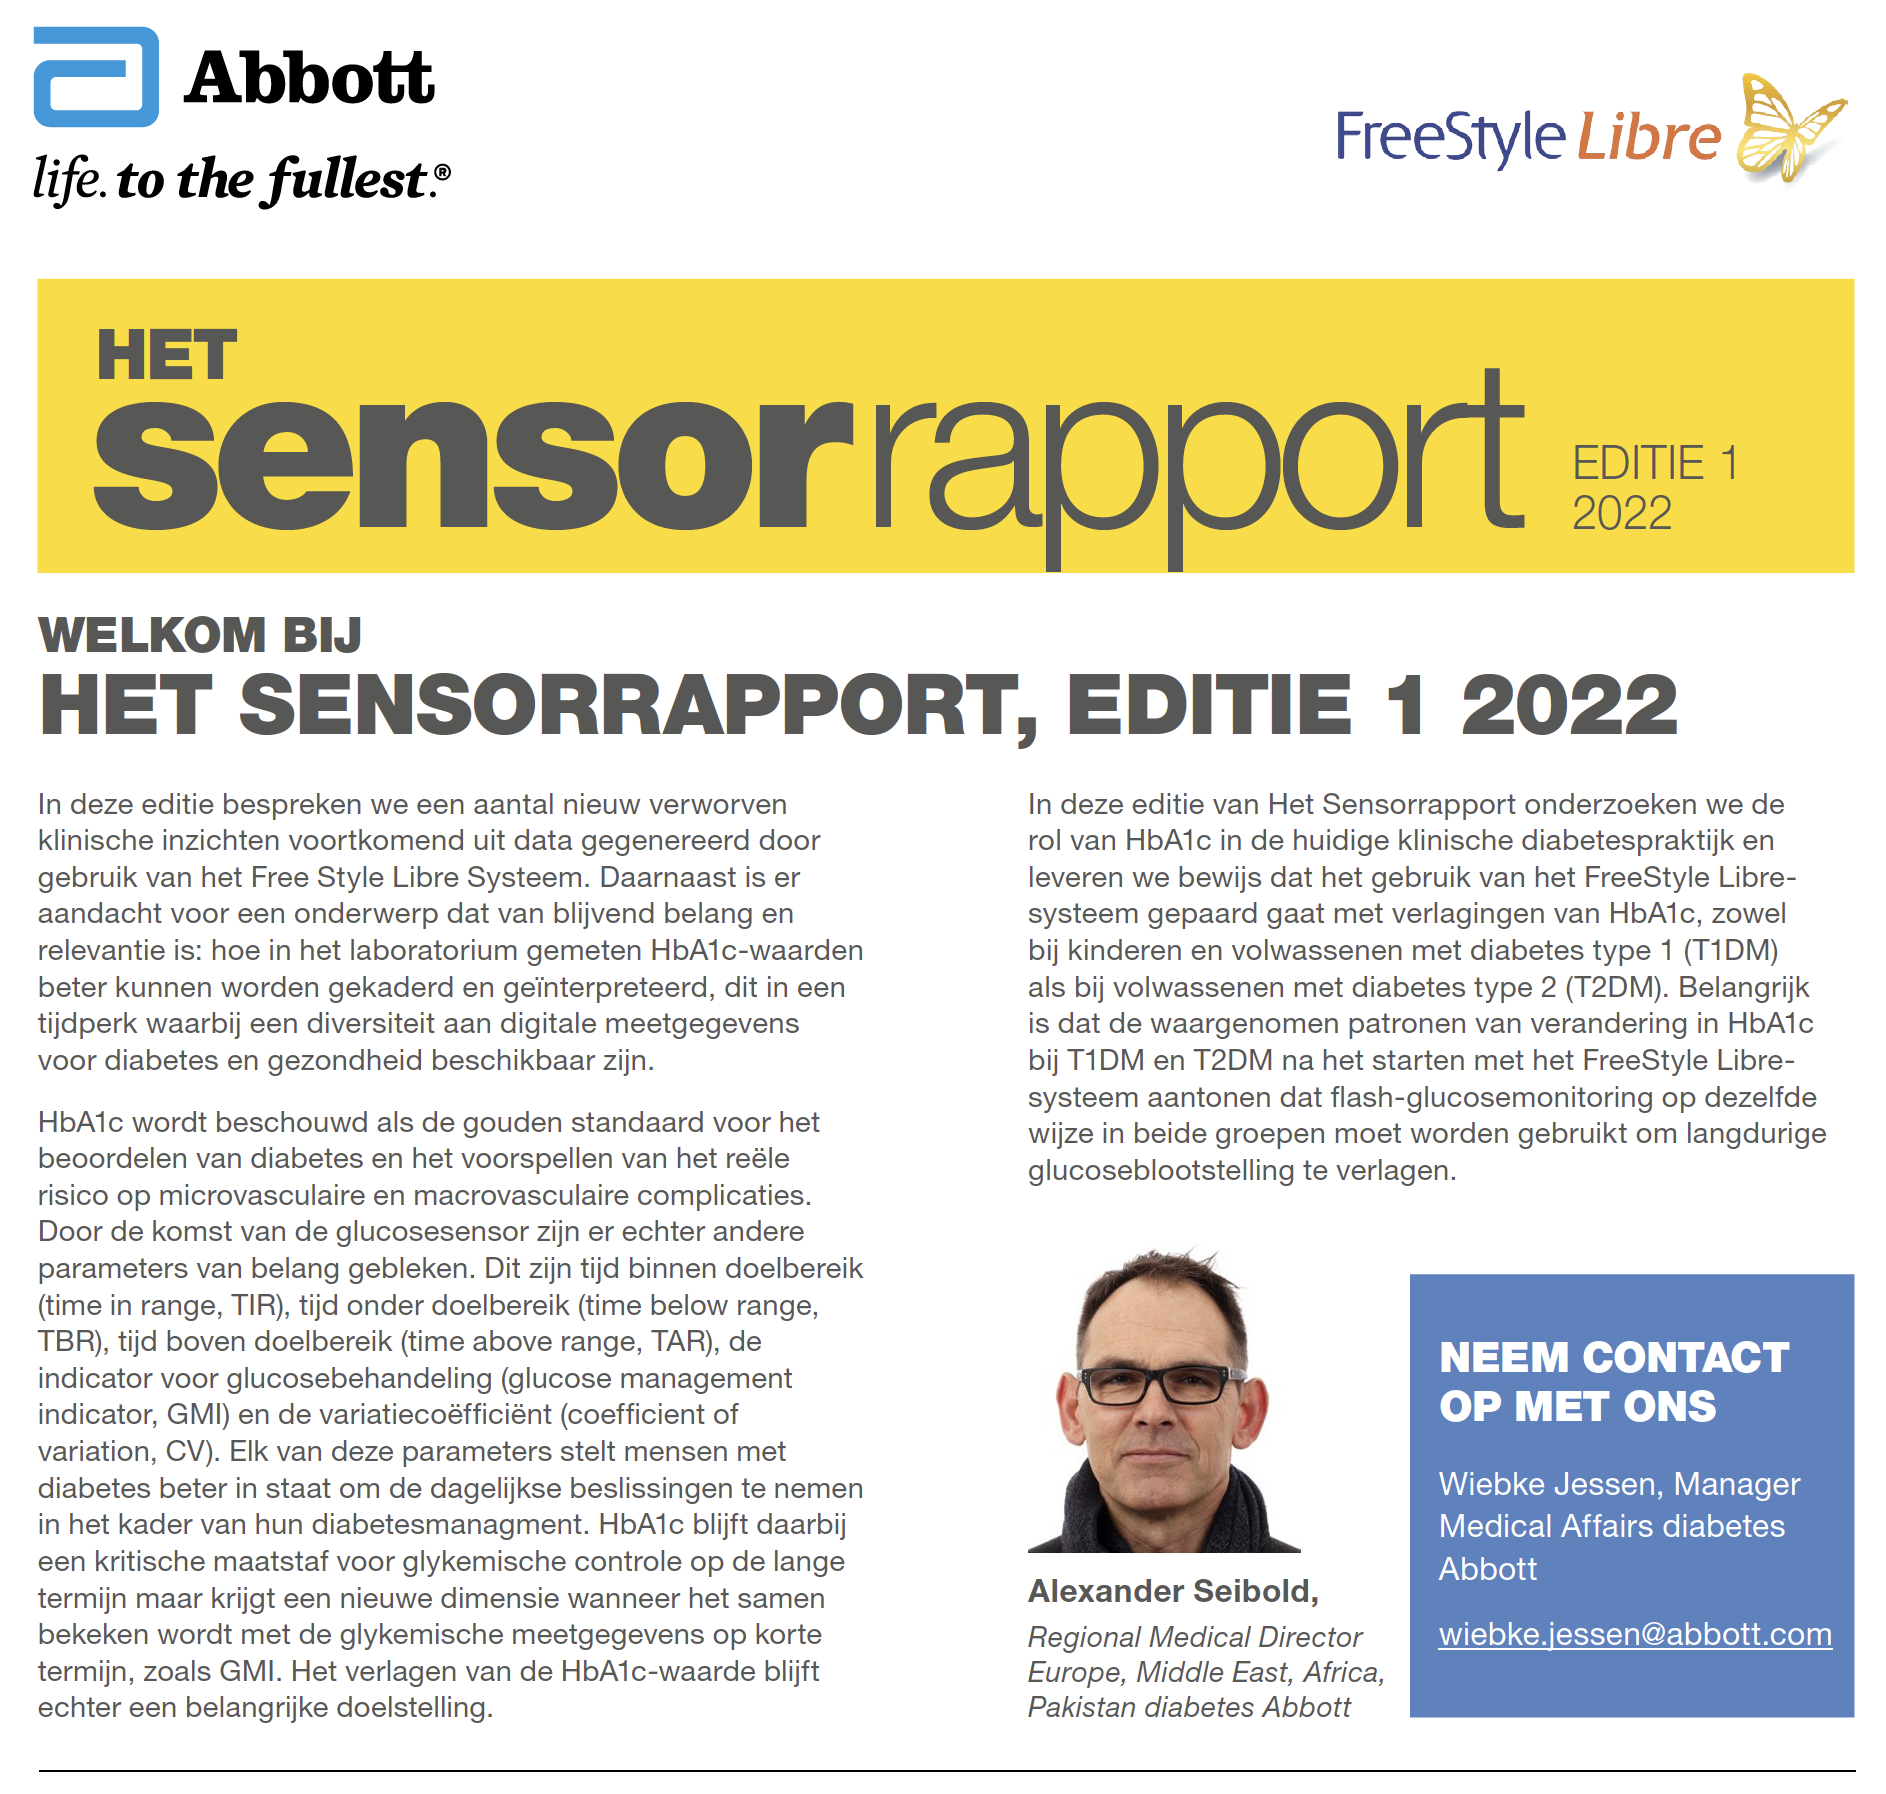 Abbott
life. to the fullest.®
FreeStyle Libre
HET
sensorrapport
EDITIE 1
2022
WELKOM BIJ
HET SENSORRAPPORT, EDITIE 1 2022
In deze editie bespreken we een aantal nieuw verworven
klinische inzichten voortkomend uit data gegenereerd door
gebruik van het Free Style Libre Systeem. Daarnaast is er
aandacht voor een onderwerp dat van blijvend belang en
relevantie is: hoe in het laboratorium gemeten HbA1c-waarden
beter kunnen worden gekaderd en geïnterpreteerd, dit in een
tijdperk waarbij een diversiteit aan digitale meetgegevens
voor diabetes en gezondheid beschikbaar zijn.
HbA1c wordt beschouwd als de gouden standaard voor het
beoordelen van diabetes en het voorspellen van het reële
risico op microvasculaire en macrovasculaire complicaties.
Door de komst van de glucosesensor zijn er echter andere
parameters van belang gebleken. Dit zijn tijd binnen doelbereik
(time in range, TIR), tijd onder doelbereik (time below range,
TBR), tijd boven doelbereik (time above range, TAR), de
indicator voor glucosebehandeling (glucose management
indicator, GMI) en de variatiecoëfficiënt (coefficient of
variation, CV). Elk van deze parameters stelt mensen met
diabetes beter in staat om de dagelijkse beslissingen te nemen
in het kader van hun diabetesmanagment. HbA1c blijft daarbij
een kritische maatstaf voor glykemische controle op de lange
termijn maar krijgt een nieuwe dimensie wanneer het samen
bekeken wordt met de glykemische meetgegevens op korte
termijn, zoals GMI. Het verlagen van de HbA1c-waarde blijft
echter een belangrijke doelstelling.
In deze editie van Het Sensorrapport onderzoeken we de
rol van HbA1c in de huidige klinische diabetespraktijk en
leveren we bewijs dat het gebruik van het FreeStyle Libre-
systeem gepaard gaat met verlagingen van HbA1c, zowel
bij kinderen en volwassenen met diabetes type 1 (T1DM)
als bij volwassenen met diabetes type 2 (T2DM). Belangrijk
is dat de waargenomen patronen van verandering in HbA1c
bij T1DM en T2DM na het starten met het FreeStyle Libre-
systeem aantonen dat flash-glucosemonitoring op dezelfde
wijze in beide groepen moet worden gebruikt om langdurige
glucoseblootstelling te verlagen.
Alexander Seibold,
Regional Medical Director
Europe, Middle East, Africa,
Pakistan diabetes Abbott
NEEM CONTACT
OP MET ONS
Wiebke Jessen, Manager
Medical Affairs diabetes
Abbott
wiebke.jessen@abbott.com